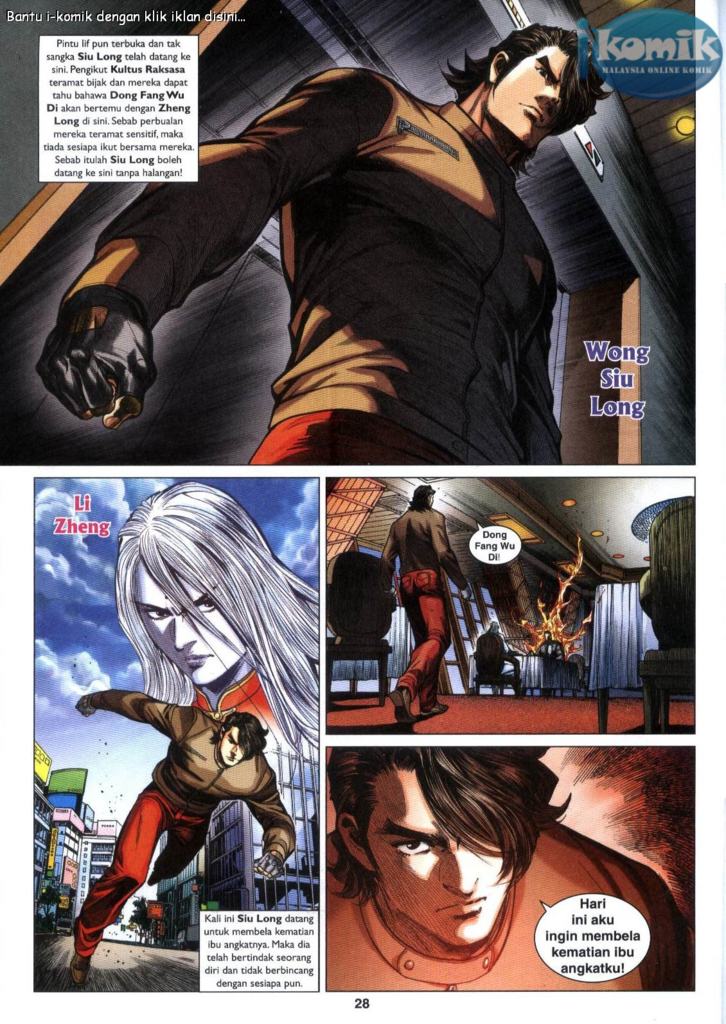 Bantu i-komik dengan klik iklan disini...
ikomik
MALAYSIA ONLINE KOMIK
Pintu lif pun terbuka dan tak
sangka Siu Long telah datang ke
sini. Pengikut Kultus Raksasa
teramat bijak dan mereka dapat
tahu bahawa Dong Fang Wu
Di akan bertemu dengan Zheng
Long di sini. Sebab perbualan
mereka teramat sensitif, maka
tiada sesiapa ikut bersama mereka.
Sebab itulah Siu Long boleh
datang ke sini tanpa halangan!
Wong
Siu
Long
Li
Zheng
Kali ini Siu Long datang
untuk membela kematian
ibu angkatnya. Maka dia
telah bertindak seorang
diri dan tidak berbincang
dengan sesiapa pun.
Dong
Fang Wu
Di!
Hari
ini aku
ingin membela
kematian ibu
angkatku!
28